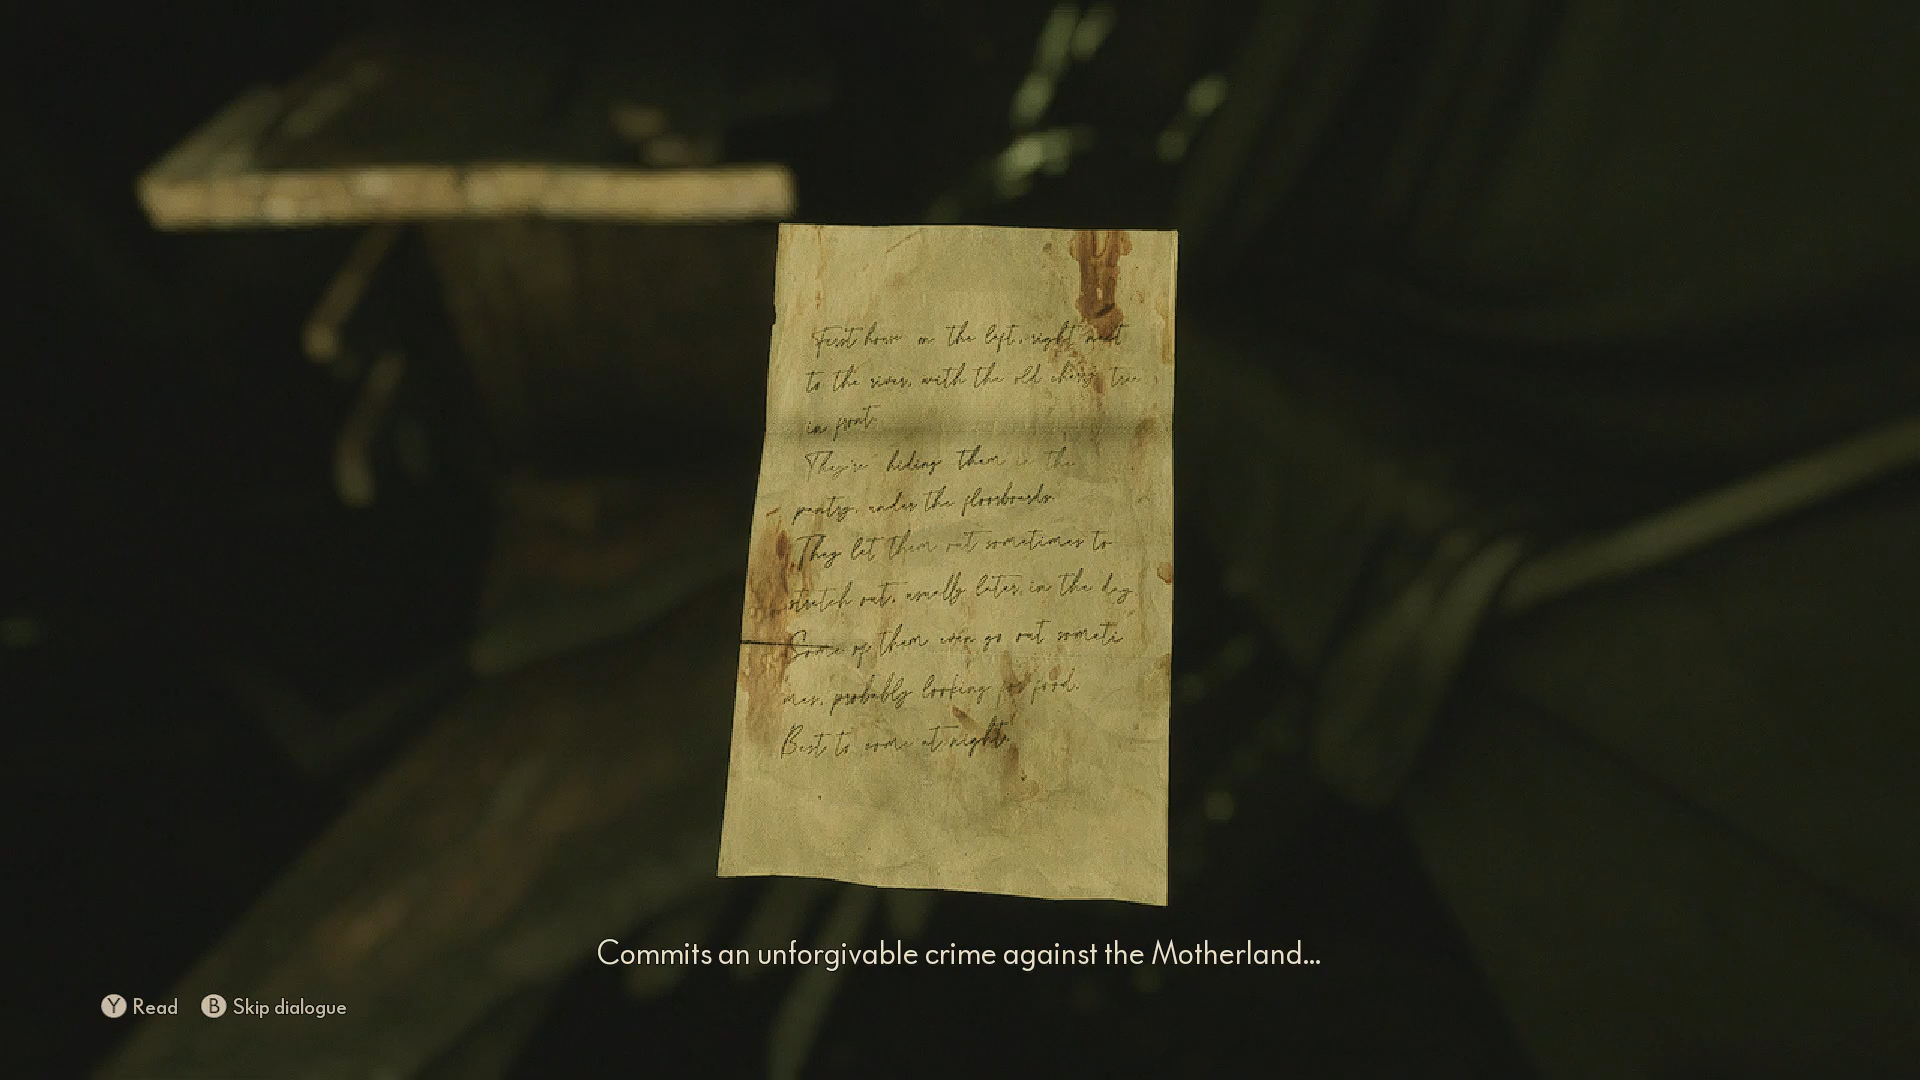 First house on the left, right next
to the river, with the old cherry tree
in front.
They're hiding them in the
pantry, under the floorboards.
They let them out sometimes to
stretch out, usually later in the day.
Some of them even go out someti
mes, probably looking for food.
Best to come at night.
Commits an unforgivable crime against the Motherland...
Y Read B Skip dialogue